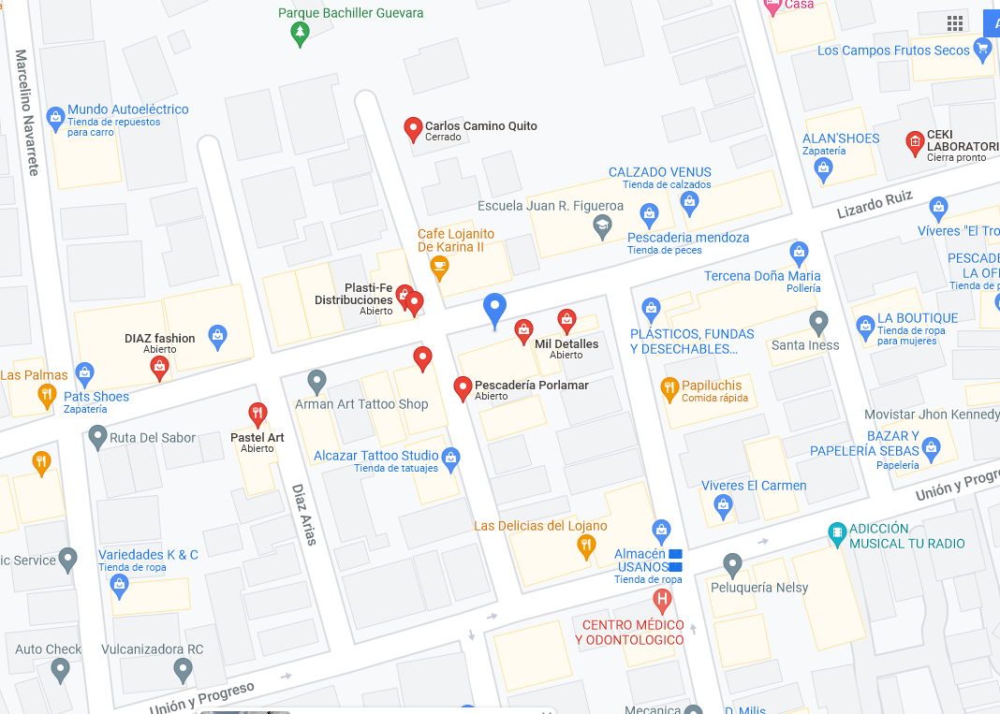 Parque Bachiller Guevara
Casa
Los Campos Frutos Secos
Marcelino Navarrete
Mundo Autoeléctrico
Tienda de repuestos
para carro
Carlos Camino Quito
Cerrado
ALAN'SHOES
Zapatería
CEKI
LABORATORI
Cierra pronto
CALZADO VENUS
Tienda de calzados
Escuela Juan R. Figueroa
Lizardo Ruiz
Pescaderia mendoza
Tienda de peces
Víveres "El Tro
Cafe Lojanito
De Karina II
Tercena Doña Maria
Pollería
PESCADE
LA OFI
Tienda de p
Plasti-Fe
Distribuciones
Abierto
DIAZ fashion
Abierto
Mil Detalles
Abierto
PLÁSTICOS, FUNDAS
Y DESECHABLES...
Santa Iness
LA BOUTIQUE
Tienda de ropa
para mujeres
Las Palmas
Pats Shoes
Zapatería
Arman Art Tattoo Shop
Pescadería Porlamar
Abierto
Papiluchis
Comida rápida
Movistar Jhon Kennedy
Ruta Del Sabor
Pastel Art
Abierto
Alcazar Tattoo Studio
Tienda de tatuajes
BAZAR Y
PAPELERÍA SEBAS
Papelería
Díaz Arias
Viveres El Carmen
Unión y Progre
Las Delicias del Lojano
ic Service
Variedades K & C
Tienda de ropa
Almacén
USANOS
Tienda de ropa
ADICCIÓN
MUSICAL TU RADIO
Peluquería Nelsy
CENTRO MÉDICO
Y ODONTOLOGICO
Auto Check
Vulcanizadora RC
Unión y Progreso
Mecanica
D. Milis